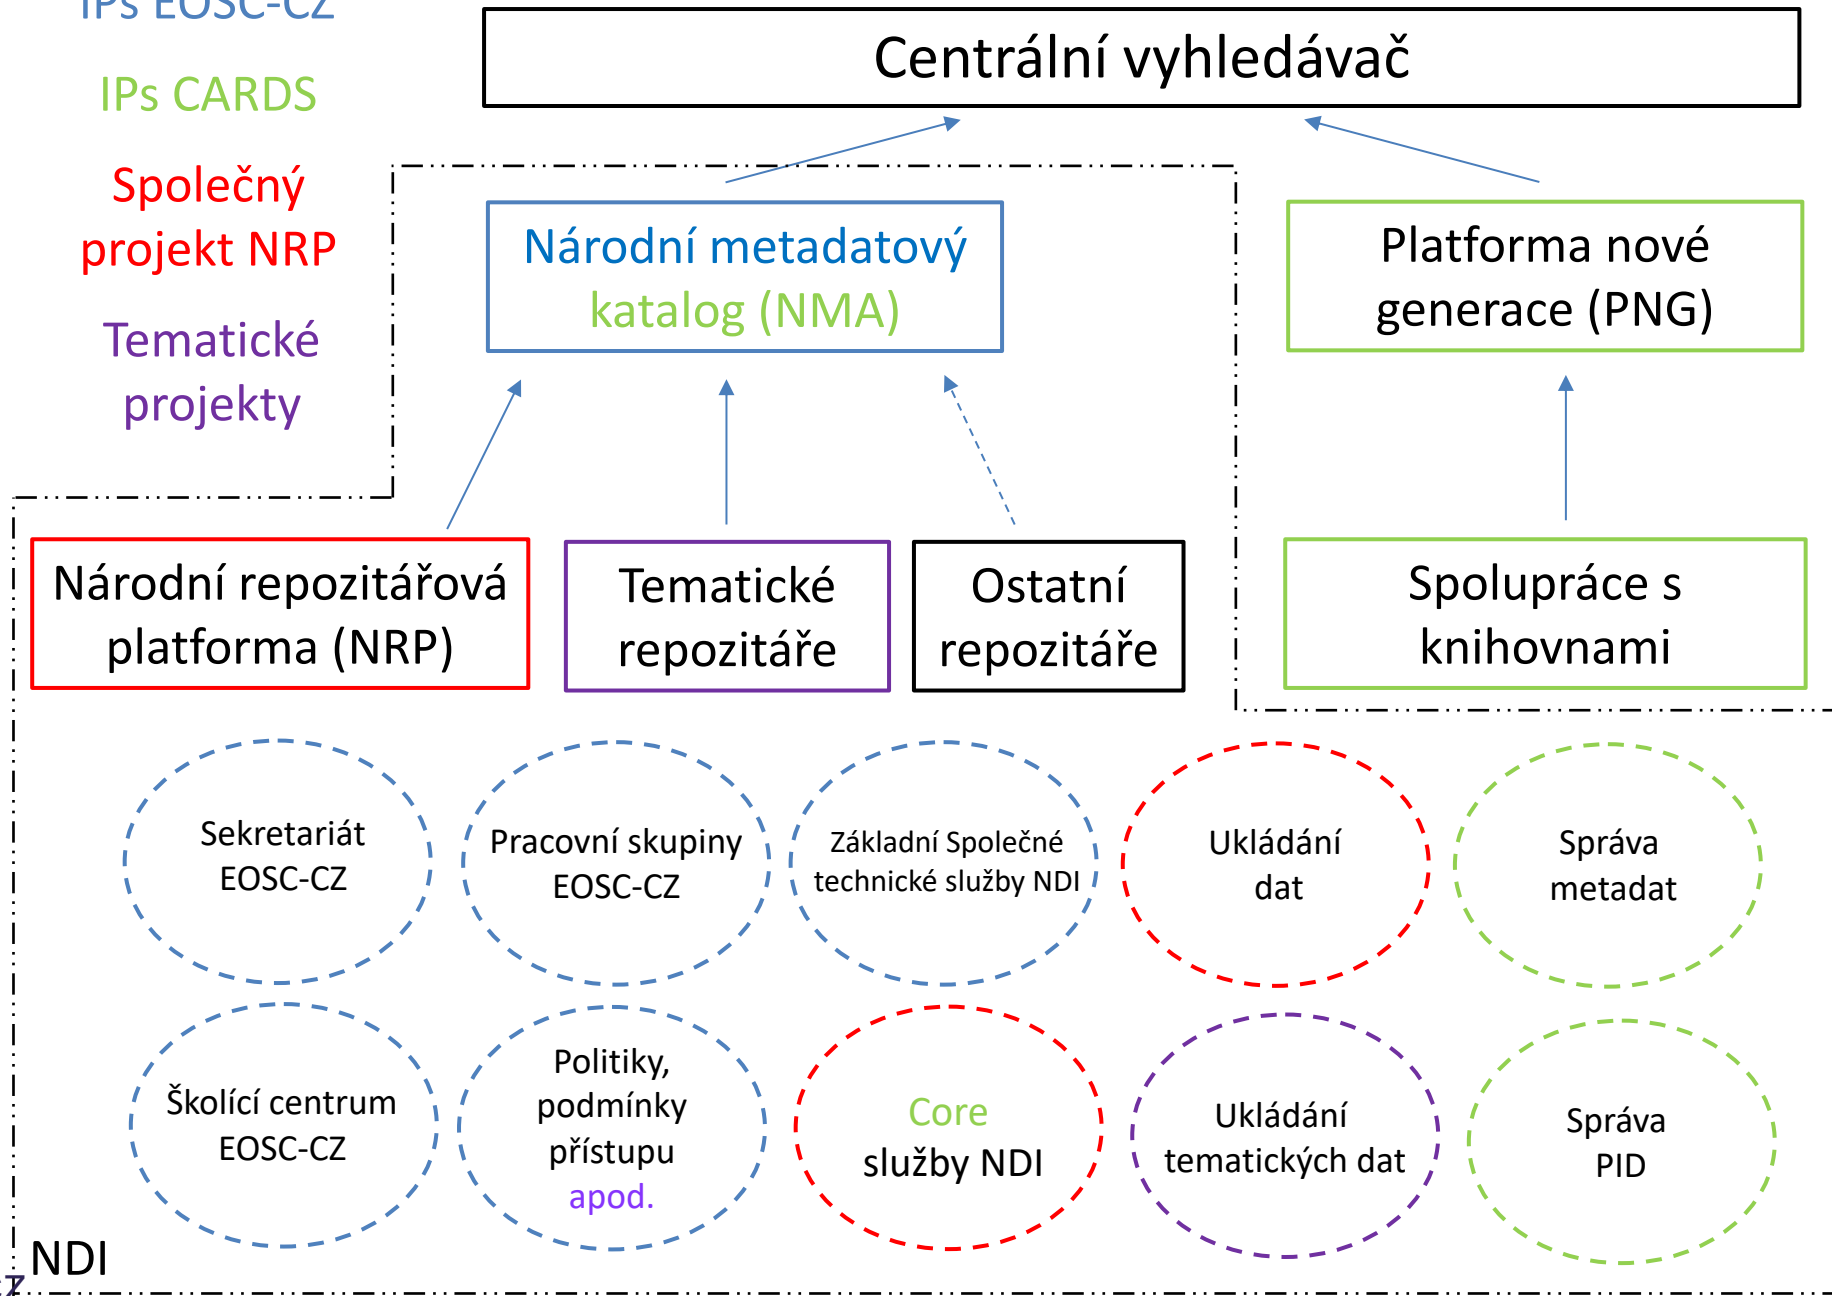 IPs EOSC-CZ
IPs CARDS
Společný
projekt NRP
Tematické
projekty
Centrální vyhledávač
Národní metadatový
katalog (NMA)
Platforma nové
generace (PNG)
Národní repozitářová
platforma (NRP)
Tematické
repozitáře
Ostatní
repozitáře
Spolupráce s
knihovnami
Sekretariát
EOSC-CZ
Pracovní skupiny
EOSC-CZ
Základní Společné
technické služby NDI
Ukládání
dat
Správa
metadat
Školící centrum
EOSC-CZ
Politiky,
podmínky
přístupu
apod.
Core
služby NDI
Ukládání
tematických dat
Správa
PID
NDI